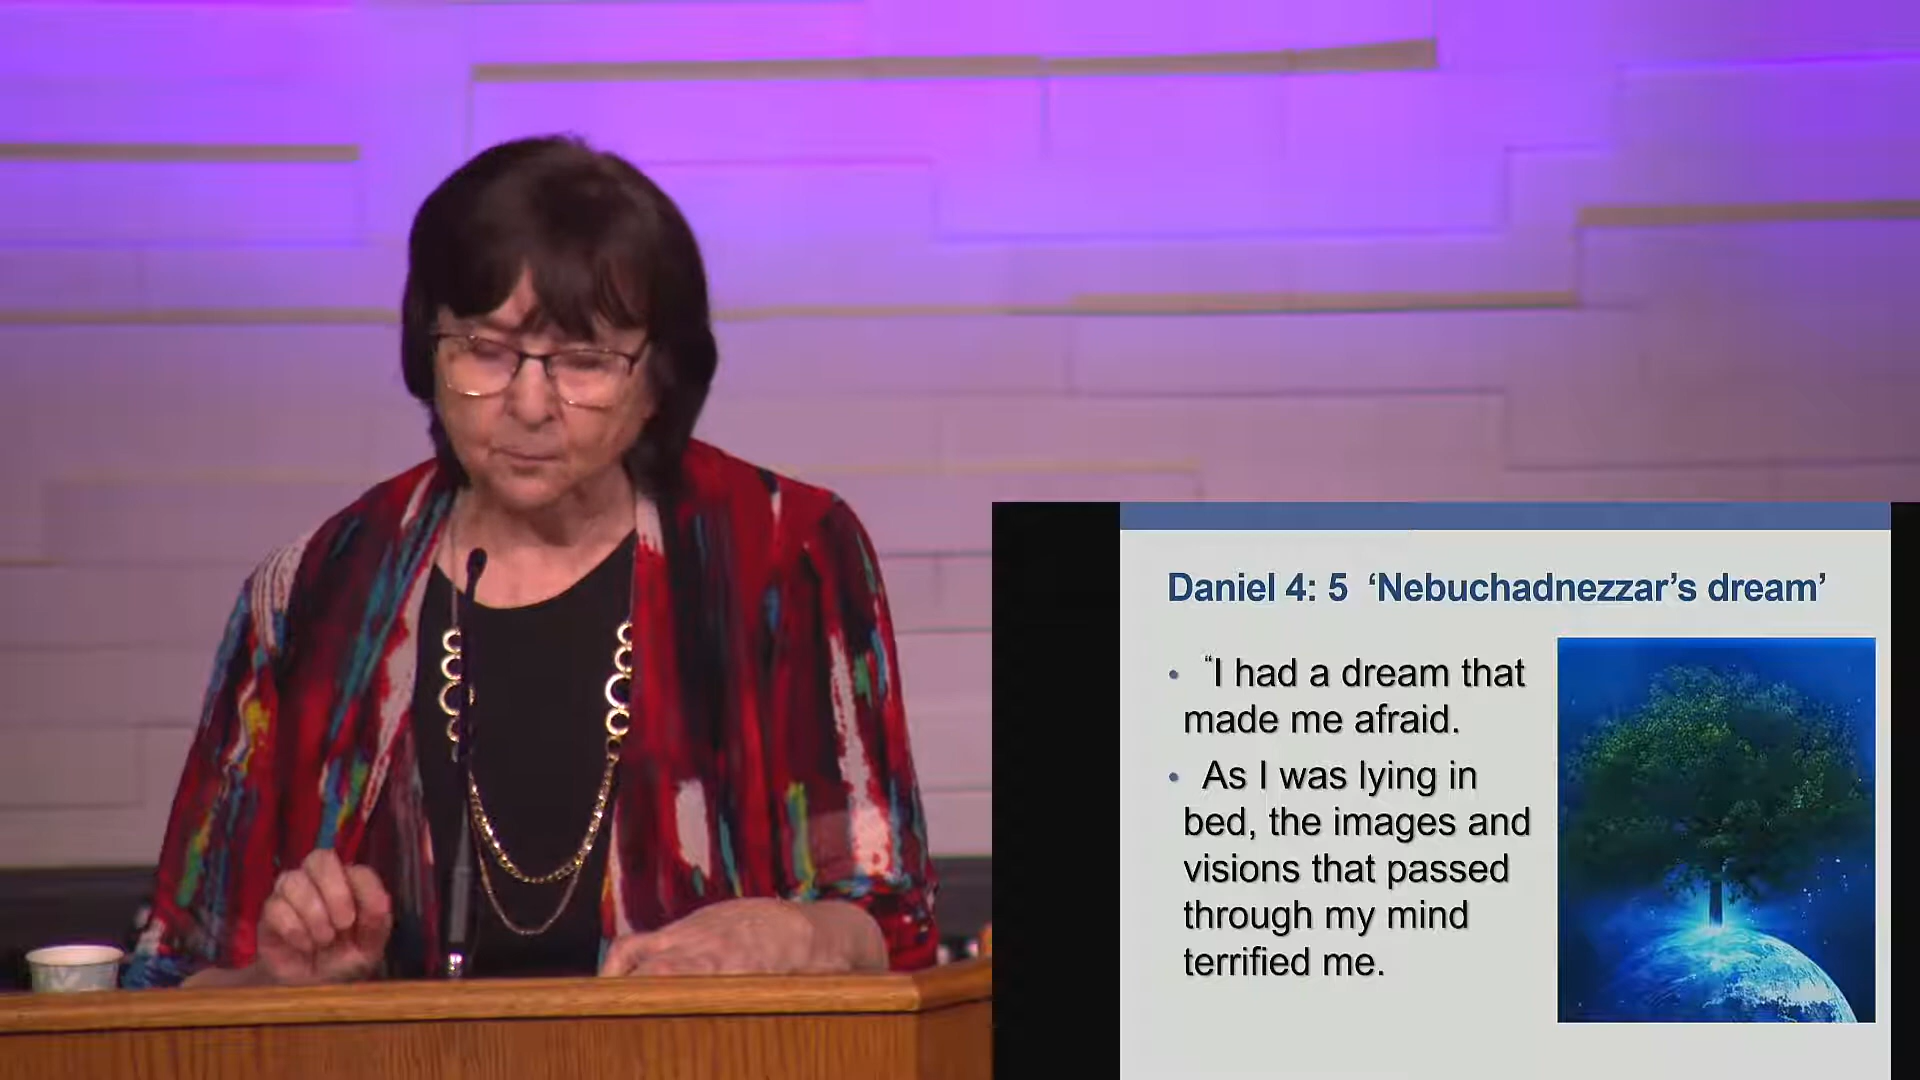 Daniel 4: 5 ‘Nebuchadnezzar’s dream’
• “I had a dream that
made me afraid.
• As I was lying in
bed, the images and
visions that passed
through my mind
terrified me.